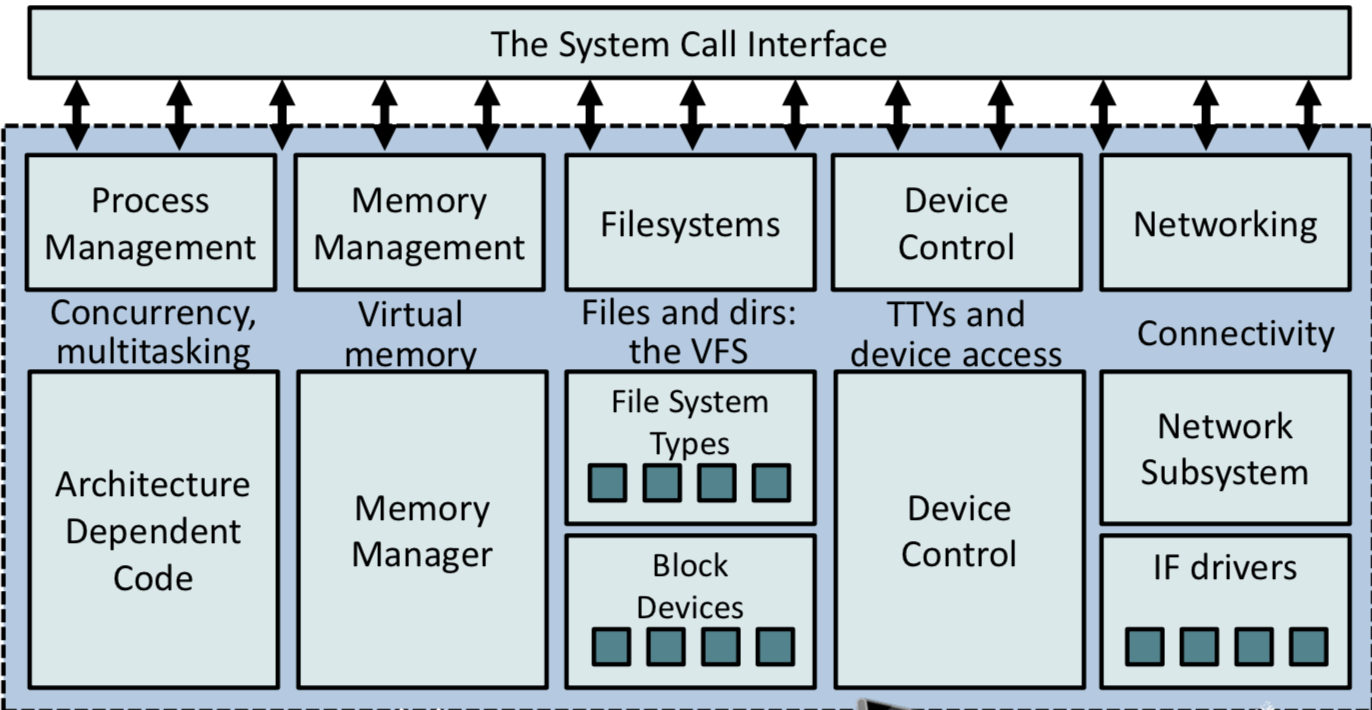 The System Call Interface
Process
Management
Memory
Management
Filesystems
Device
Control
Networking
Concurrency,
multitasking
Virtual
memory
Files and dirs:
the VFS
TTYs and
device access
Connectivity
Architecture
Dependent
Code
Memory
Manager
File System
Types
Block
Devices
Device
Control
Network
Subsystem
IF drivers